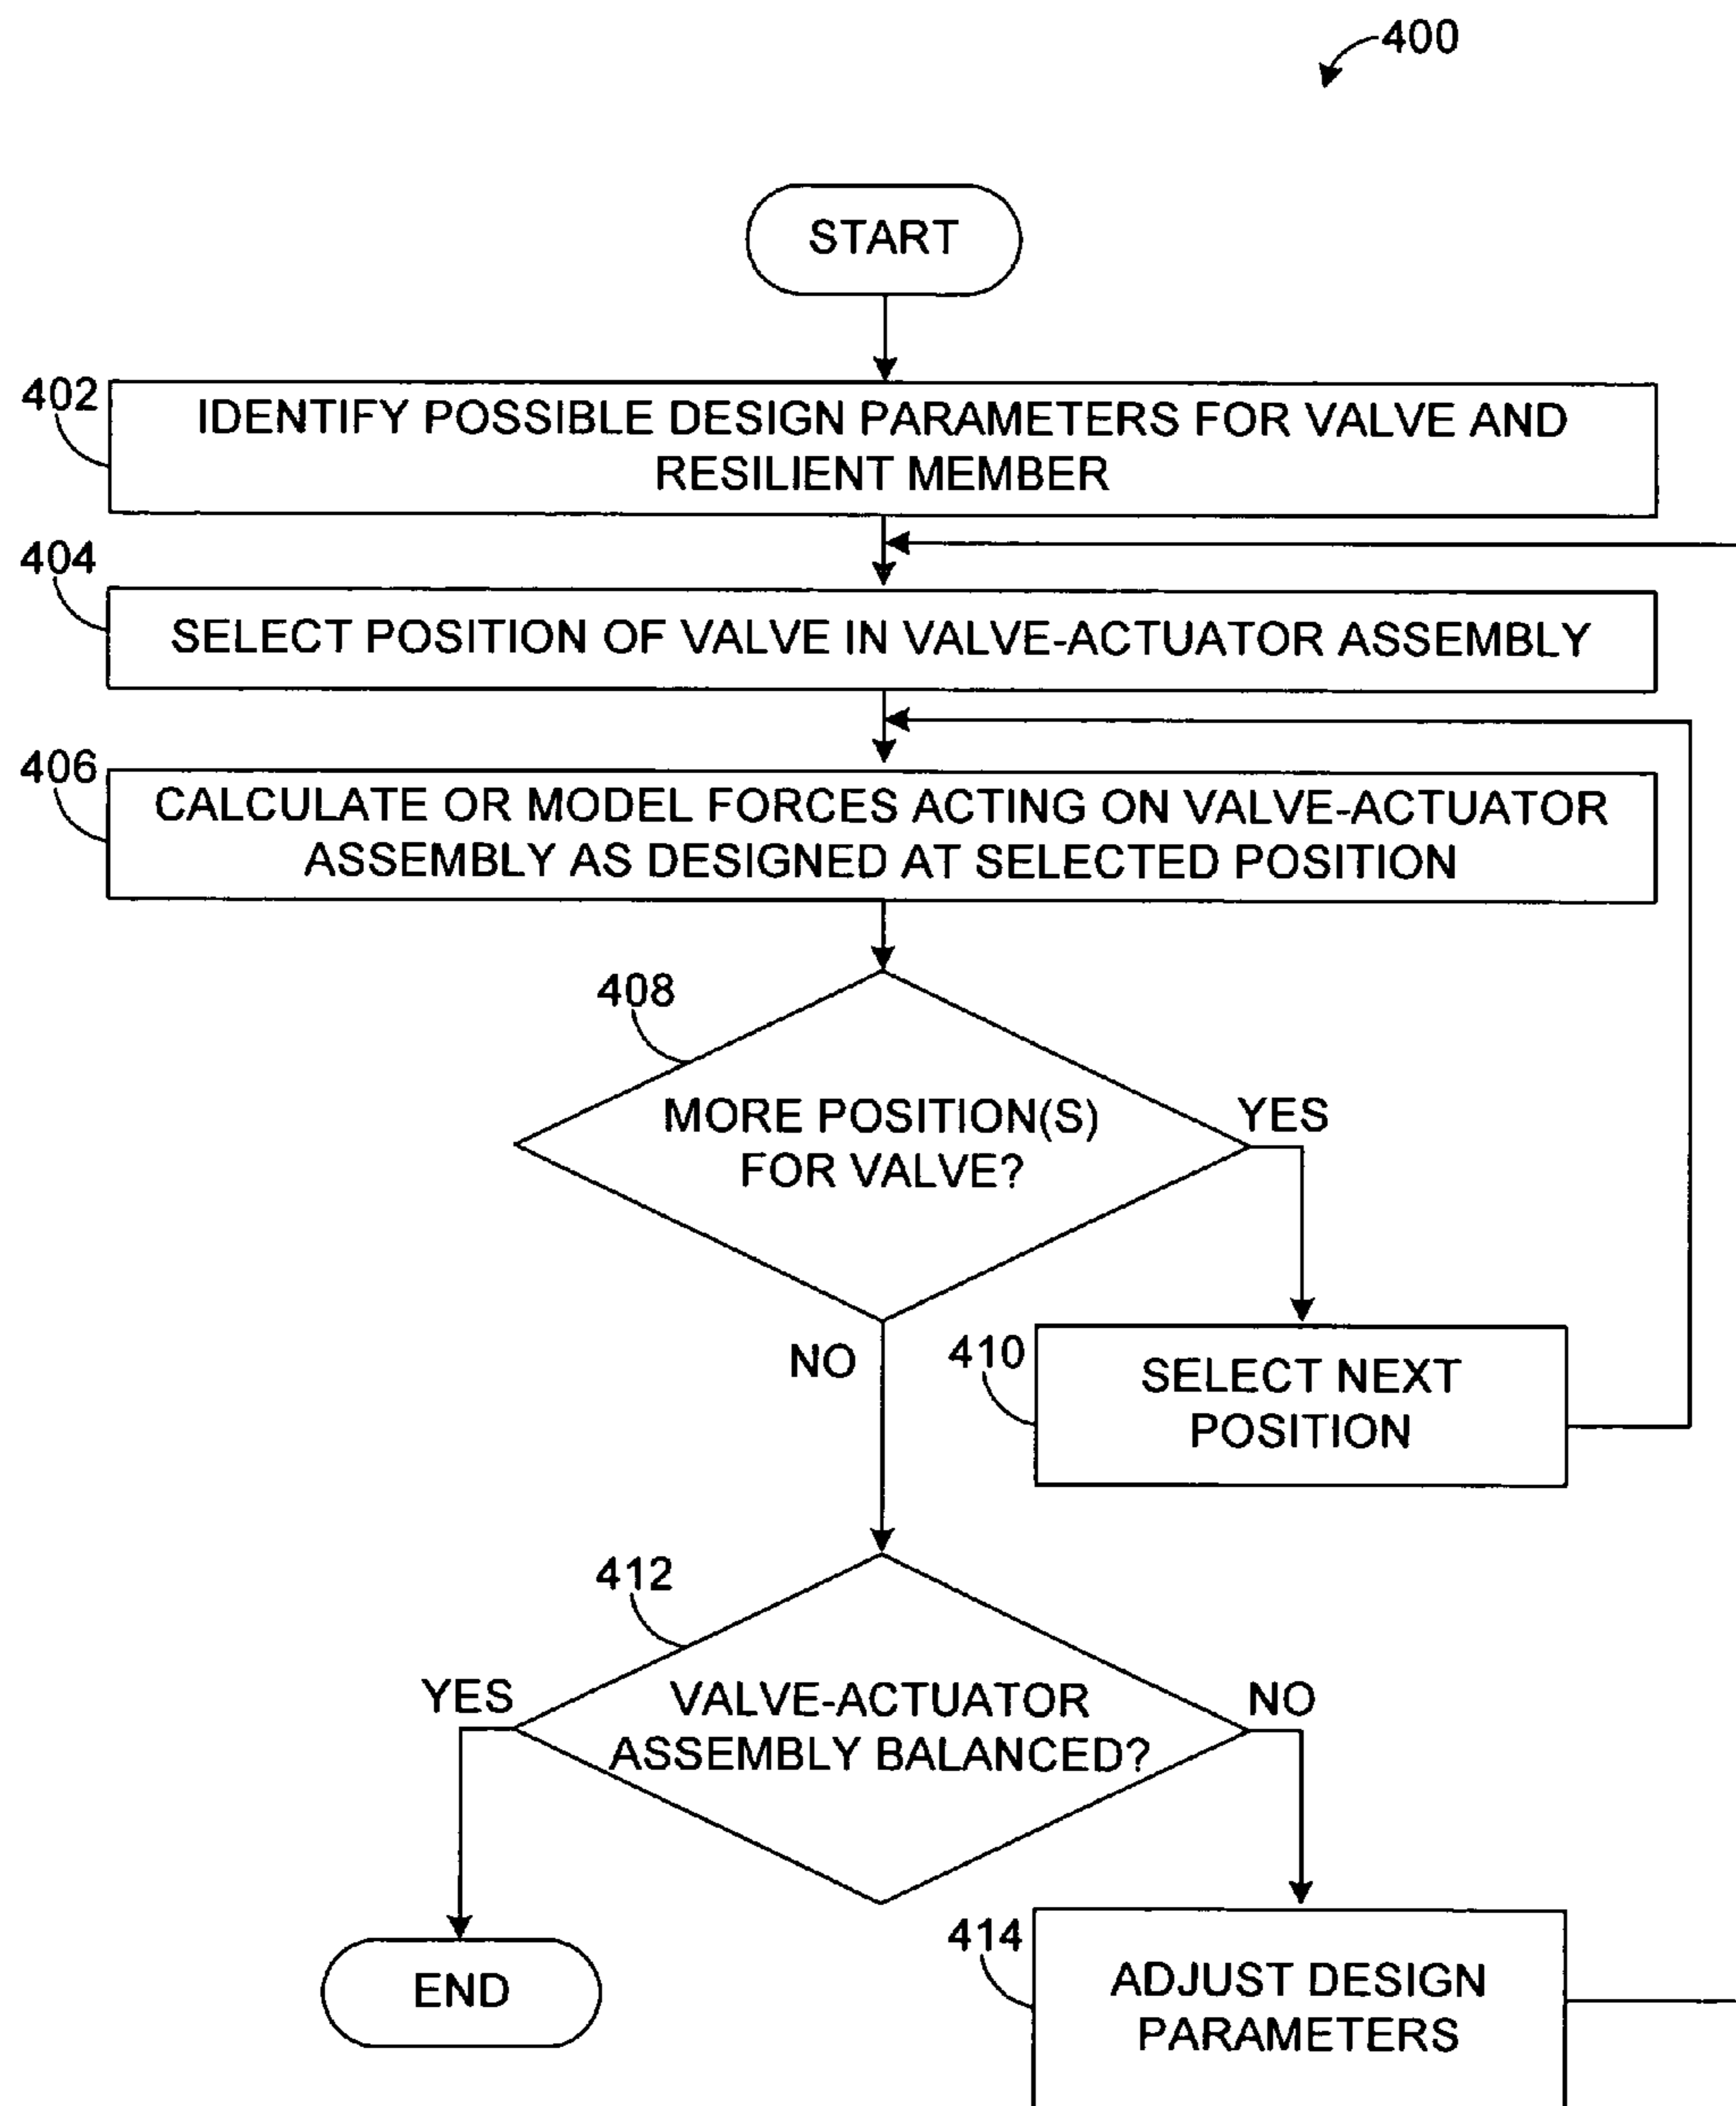 400
START
402
IDENTIFY POSSIBLE DESIGN PARAMETERS FOR VALVE AND
RESILIENT MEMBER
404
SELECT POSITION OF VALVE IN VALVE-ACTUATOR ASSEMBLY
406
CALCULATE OR MODEL FORCES ACTING ON VALVE-ACTUATOR
ASSEMBLY AS DESIGNED AT SELECTED POSITION
408
MORE POSITION(S)
FOR VALVE?
YES
NO
410
SELECT NEXT
POSITION
412
YES
VALVE-ACTUATOR
ASSEMBLY BALANCED?
NO
414
ADJUST DESIGN
PARAMETERS
END